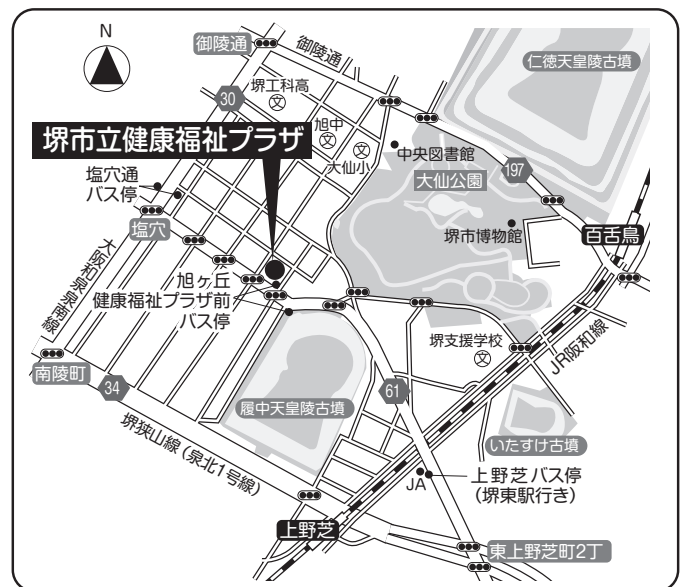 N
御陵通
御陵通
仁徳天皇陵古墳
堺工科高
文
30
旭中
文
文
大仙小
中央図書館
大仙公園
197
堺市立健康福祉プラザ
塩穴通
バス停
塩穴
堺市博物館
百舌鳥
大阪和泉泉南線
旭ヶ丘
健康福祉プラザ前
バス停
堺支援学校
文
JR阪和線
南陵町
34
61
履中天皇陵古墳
いたすけ古墳
堺狭山線(泉北1号線)
JA
上野芝バス停
(堺東駅行き)
上野芝
東上野芝町2丁